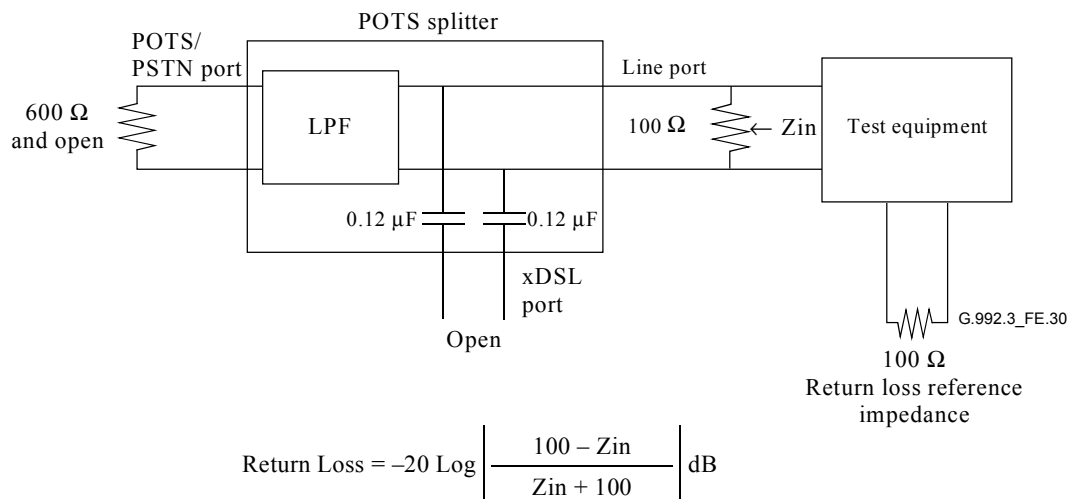 POTS splitter
POTS/
PSTN port
Line port
600 Ω
and open
LPF
100 Ω
← Zin
Test equipment
0.12 μF
0.12 μF
xDSL
port
Open
G.992.3_FE.30
100 Ω
Return loss reference
impedance
Return Loss = –20 Log | 100 – Zin / Zin + 100 | dB